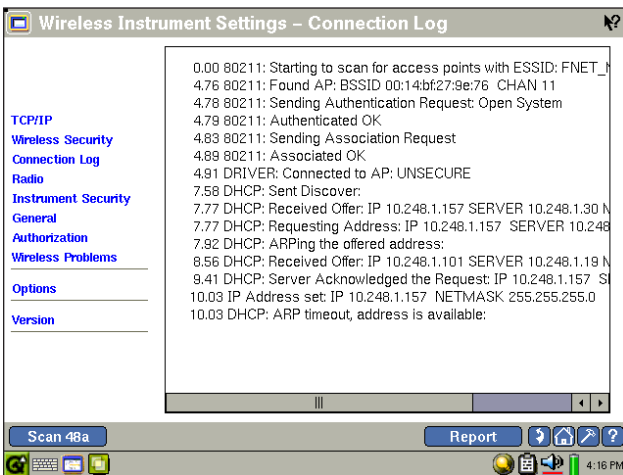 Wireless Instrument Settings – Connection Log
TCP/IP
Wireless Security
Connection Log
Radio
Instrument Security
General
Authorization
Wireless Problems
Options
Version
0.00 80211: Starting to scan for access points with ESSID: FNET_
4.76 80211: Found AP: BSSID 00:14:bf:27:9e:76 CHAN 11
4.78 80211: Sending Authentication Request: Open System
4.79 80211: Authenticated OK
4.83 80211: Sending Association Request
4.89 80211: Associated OK
4.91 DRIVER: Connected to AP: UNSECURE
7.58 DHCP: Sent Discover:
7.77 DHCP: Received Offer: IP 10.248.1.157 SERVER 10.248.1.30 N
7.77 DHCP: Requesting Address: IP 10.248.1.157 SERVER 10.248
7.92 DHCP: ARPing the offered address:
8.56 DHCP: Received Offer: IP 10.248.1.101 SERVER 10.248.1.19 N
9.41 DHCP: Server Acknowledged the Request: IP 10.248.1.157 S
10.03 IP Address set: IP 10.248.1.157 NETMASK 255.255.255.0
10.03 DHCP: ARP timeout, address is available:
Scan 48a
Report
?
4:16 PM